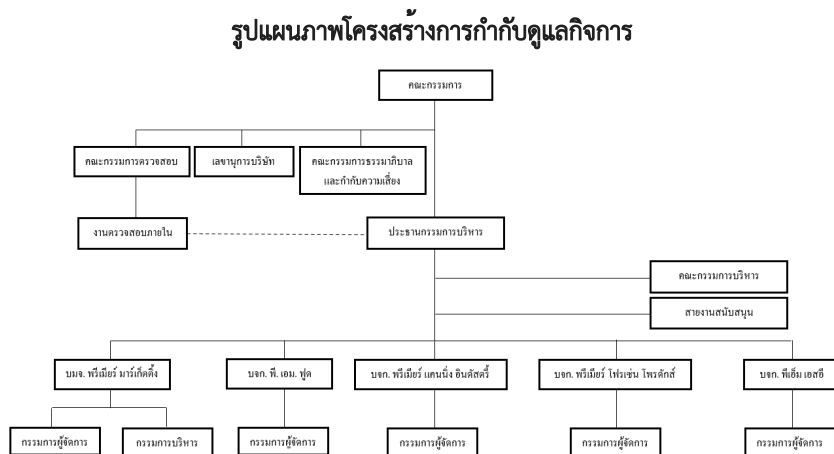 รูปแผนภาพโครงสร้างการกำกับดูแลกิจการ
คณะกรรมการ
คณะกรรมการตรวจสอบ
เลขานุการบริษัท
คณะกรรมการธรรมาภิบาล
และกำกับความเสี่ยง
งานตรวจสอบภายใน
ประธานกรรมการบริหาร
คณะกรรมการบริหาร
สายงานสนับสนุน
บมจ. พรีเมียร์ มาร์เก็ตติ้ง
บจก. พี. เอม. ฟูด
บจก. พรีเมียร์ แคนนิ่ง อินดัสตรี้
บจก. พรีเมียร์ โฟรเซ่น โพรดักส์
บจก. พีเอ็ม เอสอี
กรรมการผู้จัดการ
กรรมการบริหาร
กรรมการผู้จัดการ
กรรมการผู้จัดการ
กรรมการผู้จัดการ
กรรมการผู้จัดการ